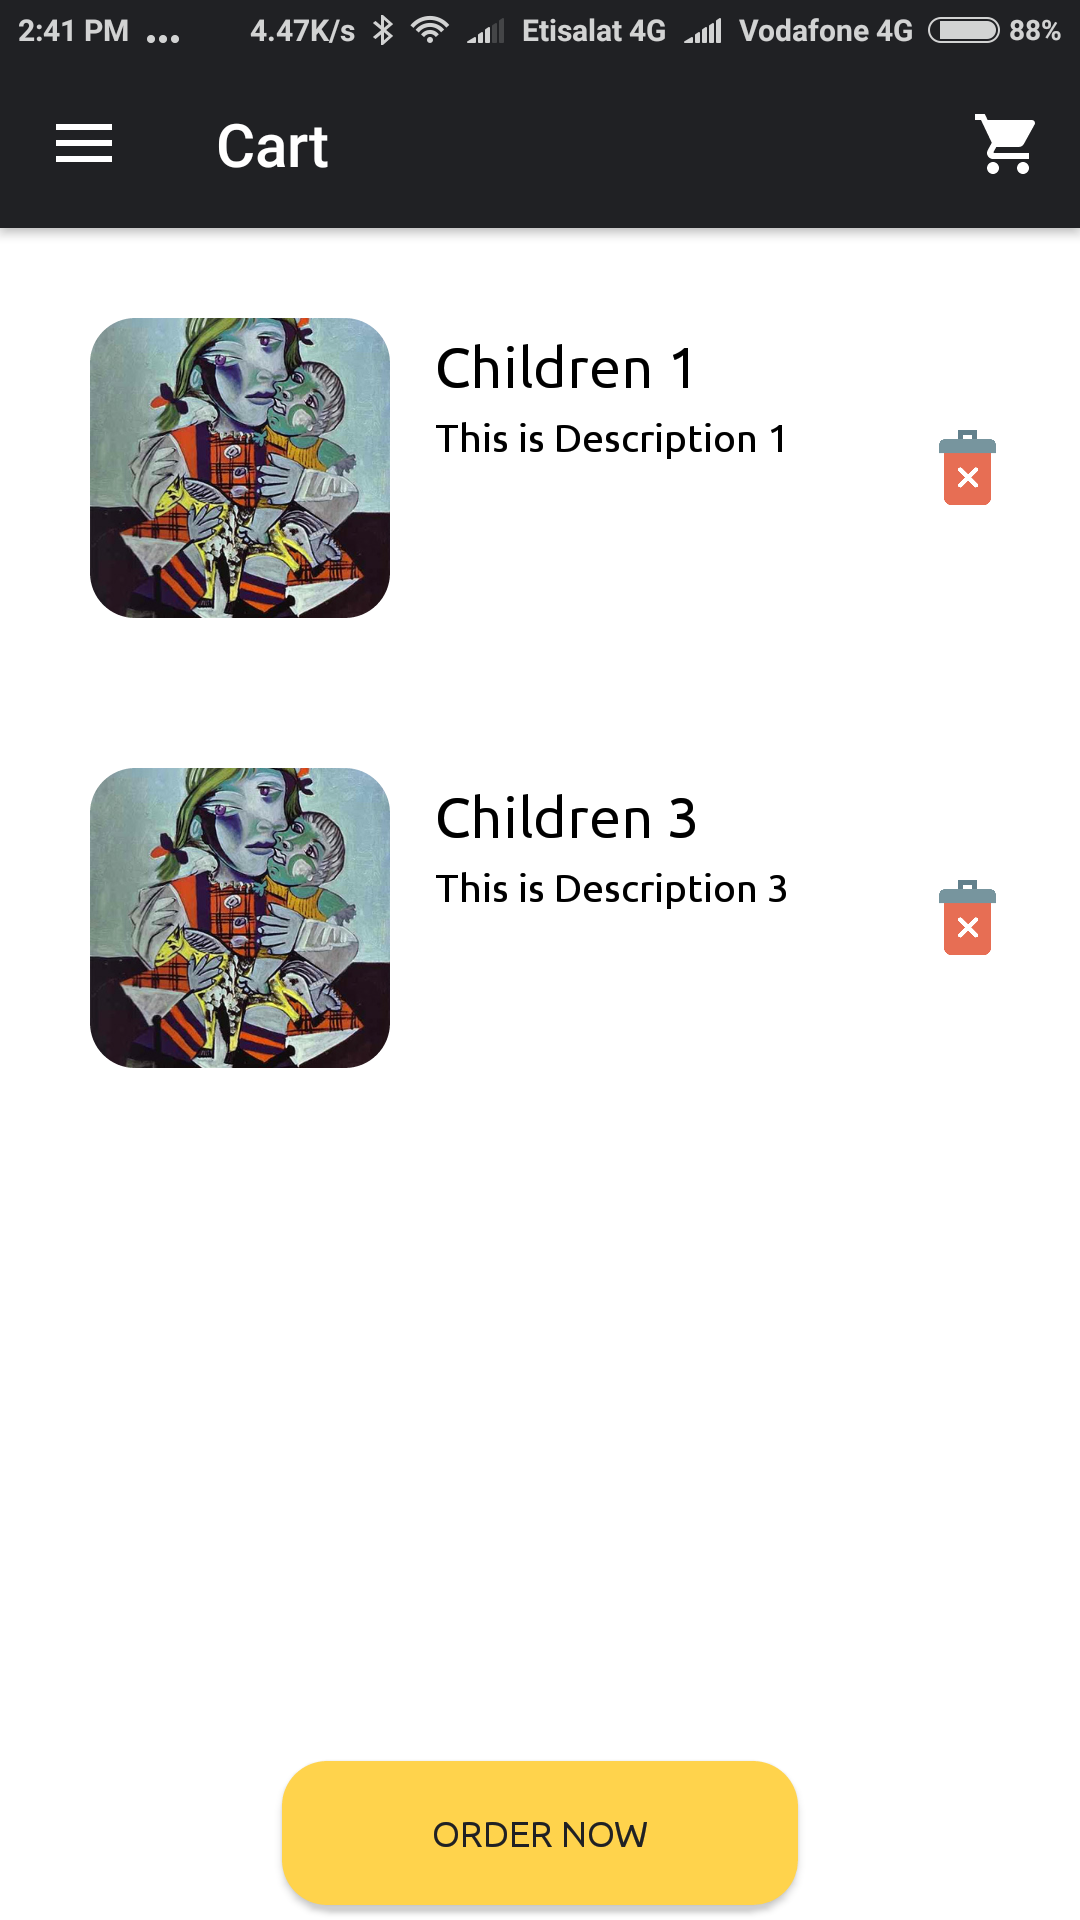 2:41 PM ... 4.47K/s Etisalat 4G Vodafone 4G 88%
Cart
Children 1
This is Description 1
Children 3
This is Description 3
ORDER NOW